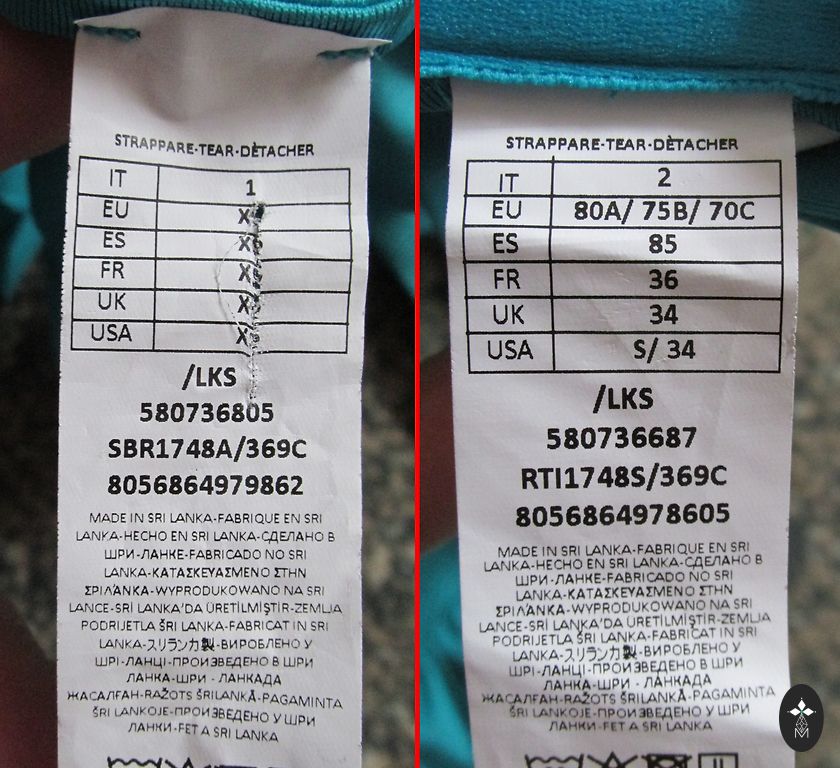 STRAPPARE-TEAR-DÈTACHER
IT 1
EU
ES
FR
UK
USA
/LKS
580736805
SBR1748A/369C
8056864979862
MADE IN SRI LANKA-FABRIQUE EN SRI
LANKA-HECHO EN SRI LANKA-СДЕЛАНО В
ШРИ-ЛАНКЕ-FABRICADO NO SRI
LANKA-ΚΑΤΑΣΚΕΥΑΣΜΕΝΟ ΣΤΗΝ
ΣΡΙΛΆΝΚΑ-WYPRODUKOWANO NA SRI
LANCE-SRİ LANKA'DA ÜRETİLMİŞTİR-ZEMLJA
PODRIJETLA ŠRI LANKA-FABRICAT IN SRI
LANKA-スリランカ製-ВИРОБЛЕНО У
ШРІ-ЛАНЦІ-ПРОИЗВЕДЕНО В ШРИ
ЛАНКА-ШРИ - ЛАНКАДА
ЖАСАЛҒАН-RAŽOTS ŠRILANKĀ-PAGAMINTA
ŠRI LANKOJE-ПРОИЗВЕДЕНО У ШРИ
ЛАНКИ-FET A SRI LANKA
STRAPPARE-TEAR-DÈTACHER
IT 2
EU 80A/ 75B/ 70C
ES 85
FR 36
UK 34
USA S/ 34
/LKS
580736687
RTI1748S/369C
8056864978605
MADE IN SRI LANKA-FABRIQUE EN SRI
LANKA-HECHO EN SRI LANKA-СДЕЛАНО В
ШРИ-ЛАНКЕ-FABRICADO NO SRI
LANKA-ΚΑΤΑΣΚΕΥΑΣΜΕΝΟ ΣΤΗΝ
ΣΡΙΛΆΝΚΑ-WYPRODUKOWANO NA SRI
LANCE-SRİ LANKA'DA ÜRETİLMİŞTİR-ZEMLJA
PODRIJETLA ŠRI LANKA-FABRICAT IN SRI
LANKA-スリランカ製-ВИРОБЛЕНО У
ШРІ-ЛАНЦІ-ПРОИЗВЕДЕНО В ШРИ
ЛАНКА-ШРИ - ЛАНКАДА
ЖАСАЛҒАН-RAŽOTS ŠRILANKĀ-PAGAMINTA
ŠRI LANKOJE-ПРОИЗВЕДЕНО У ШРИ
ЛАНКИ-FET A SRI LANKA
M